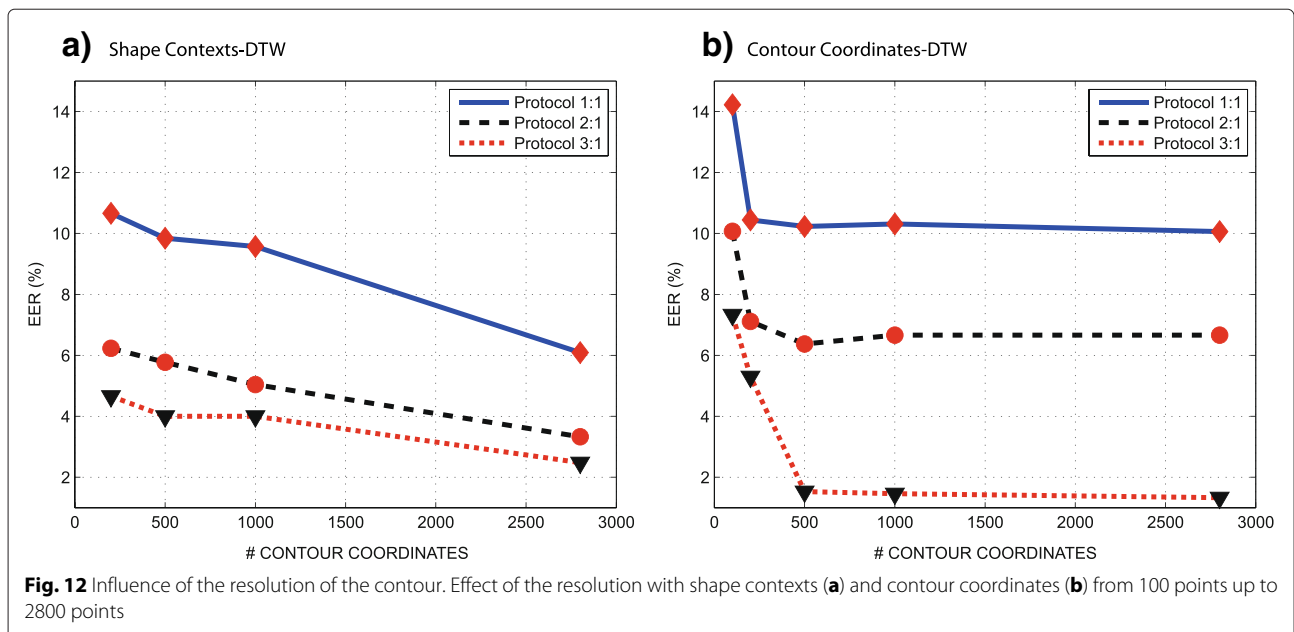 a) Shape Contexts-DTW
14
12
10
8
6
4
2
0 500 1000 1500 2000 2500 3000
EER (%)
# CONTOUR COORDINATES
Protocol 1:1
Protocol 2:1
Protocol 3:1
b) Contour Coordinates-DTW
14
12
10
8
6
4
2
0 500 1000 1500 2000 2500 3000
EER (%)
# CONTOUR COORDINATES
Protocol 1:1
Protocol 2:1
Protocol 3:1
Fig. 12 Influence of the resolution of the contour. Effect of the resolution with shape contexts (a) and contour coordinates (b) from 100 points up to
2800 points